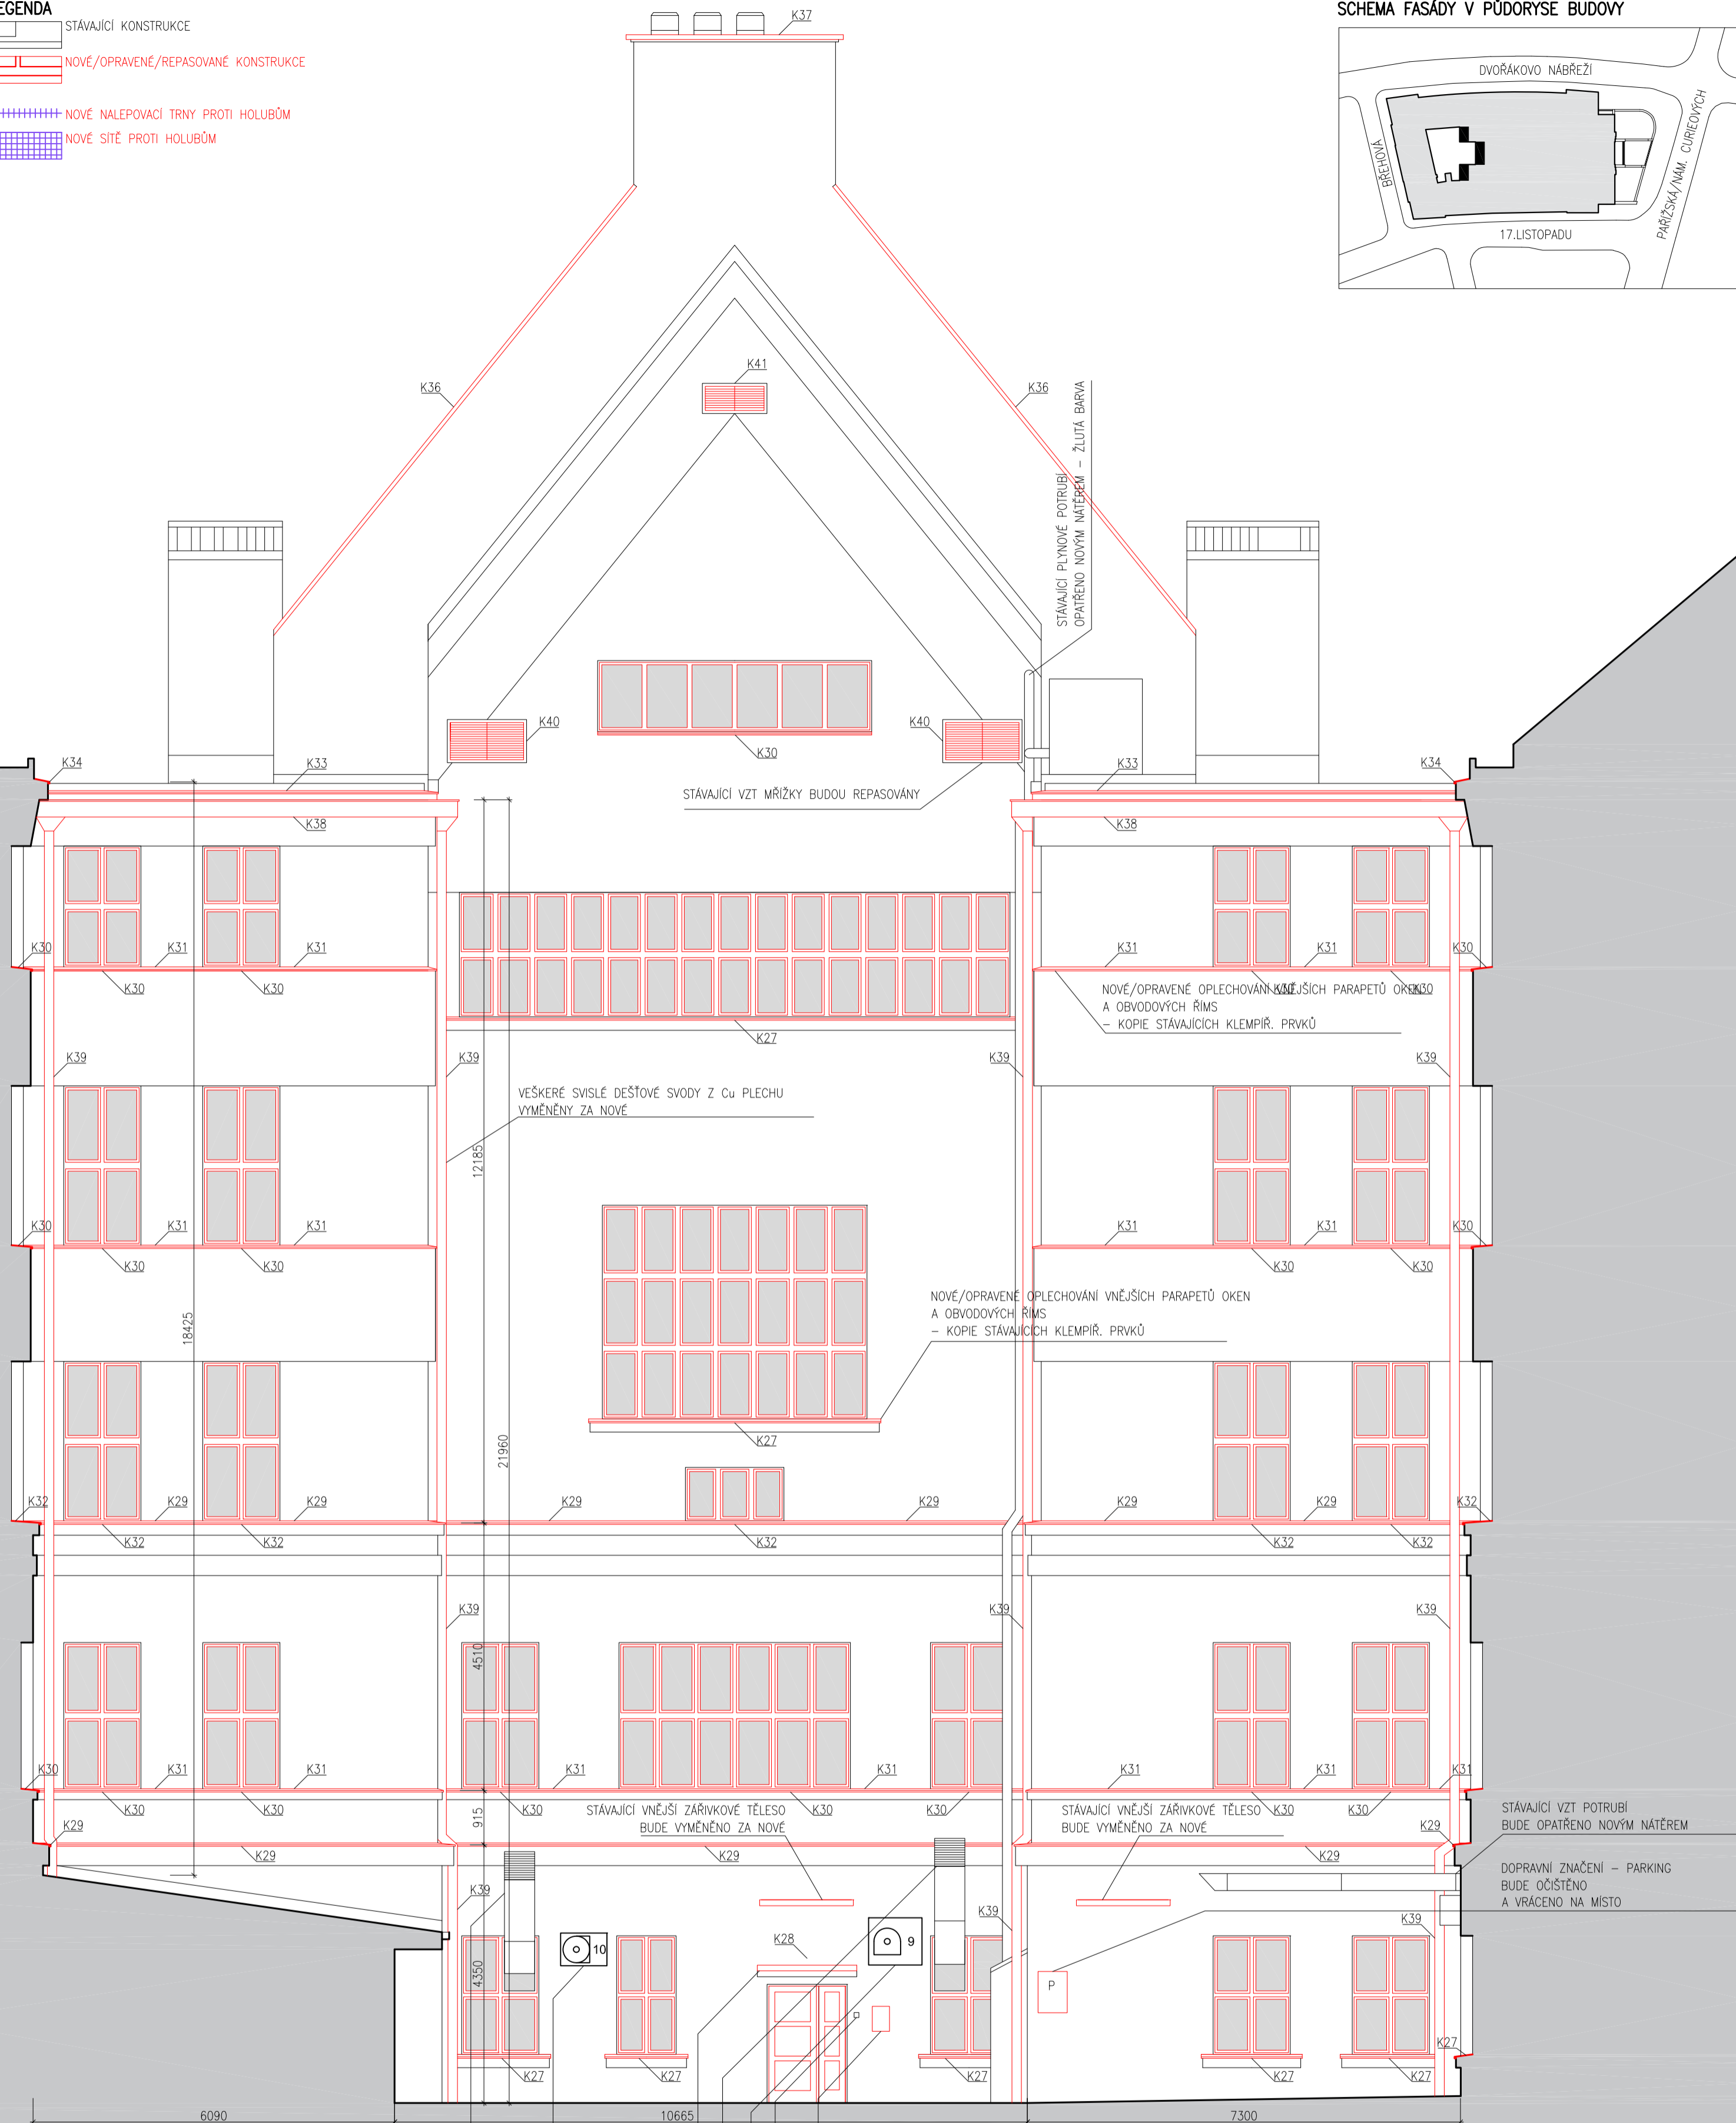 LEGENDA
STÁVAJÍCÍ KONSTRUKCE
NOVÉ/OPRAVENÉ/REPASOVANÉ KONSTRUKCE
NOVÉ NALEPOVACÍ TRNY PROTI HOLUBŮM
NOVÉ SÍTĚ PROTI HOLUBŮM
SCHEMA FASÁDY V PŮDORYSE BUDOVY
DVOŘÁKOVO NÁBŘEŽÍ
BŘEHOVÁ
PAŘÍŽSKÁ/NÁM. CURIEOVÝCH
17.LISTOPADU
K37
K41
K36
K36
STÁVAJÍCÍ PLYNOVÉ POTRUBÍ
OPATŘENO NOVÝM NÁTĚREM – ŽLUTÁ BARVA
K40
K40
K30
K34
K33
K33
K34
STÁVAJÍCÍ VZT MŘÍŽKY BUDOU REPASOVÁNY
K38
K38
K30
K31
K31
K31
K31
K30
K30
K30
K30
K30
NOVÉ/OPRAVENÉ OPLECHOVÁNÍ VNĚJŠÍCH PARAPETŮ OKEN
A OBVODOVÝCH ŘÍMS
– KOPIE STÁVAJÍCÍCH KLEMPÍŘ. PRVKŮ
K27
K39
K39
K39
K39
VEŠKERÉ SVISLÉ DEŠŤOVÉ SVODY Z Cu PLECHU
VYMĚNĚNY ZA NOVÉ
12185
K30
K31
K31
K31
K31
K30
K30
K30
K30
K30
18425
NOVÉ/OPRAVENÉ OPLECHOVÁNÍ VNĚJŠÍCH PARAPETŮ OKEN
A OBVODOVÝCH ŘÍMS
– KOPIE STÁVAJÍCÍCH KLEMPÍŘ. PRVKŮ
21960
K27
K32
K29
K29
K29
K29
K29
K29
K32
K32
K32
K32
K32
K32
K39
K39
K39
4510
K30
K31
K31
K31
K31
K31
K31
K31
K30
K30
K30
K30
K30
K30
K30
915
STÁVAJÍCÍ VNĚJŠÍ ZÁŘIVKOVÉ TĚLESO
BUDE VYMĚNĚNO ZA NOVÉ
STÁVAJÍCÍ VNĚJŠÍ ZÁŘIVKOVÉ TĚLESO
BUDE VYMĚNĚNO ZA NOVÉ
STÁVAJÍCÍ VZT POTRUBÍ
BUDE OPATŘENO NOVÝM NÁTĚREM
K29
K29
K29
K29
K29
DOPRAVNÍ ZNAČENÍ – PARKING
BUDE OČIŠTĚNO
A VRÁCENO NA MÍSTO
K39
K39
K39
K28
10
9
4350
P
K27
K27
K27
K27
K27
K27
6090
10665
7300